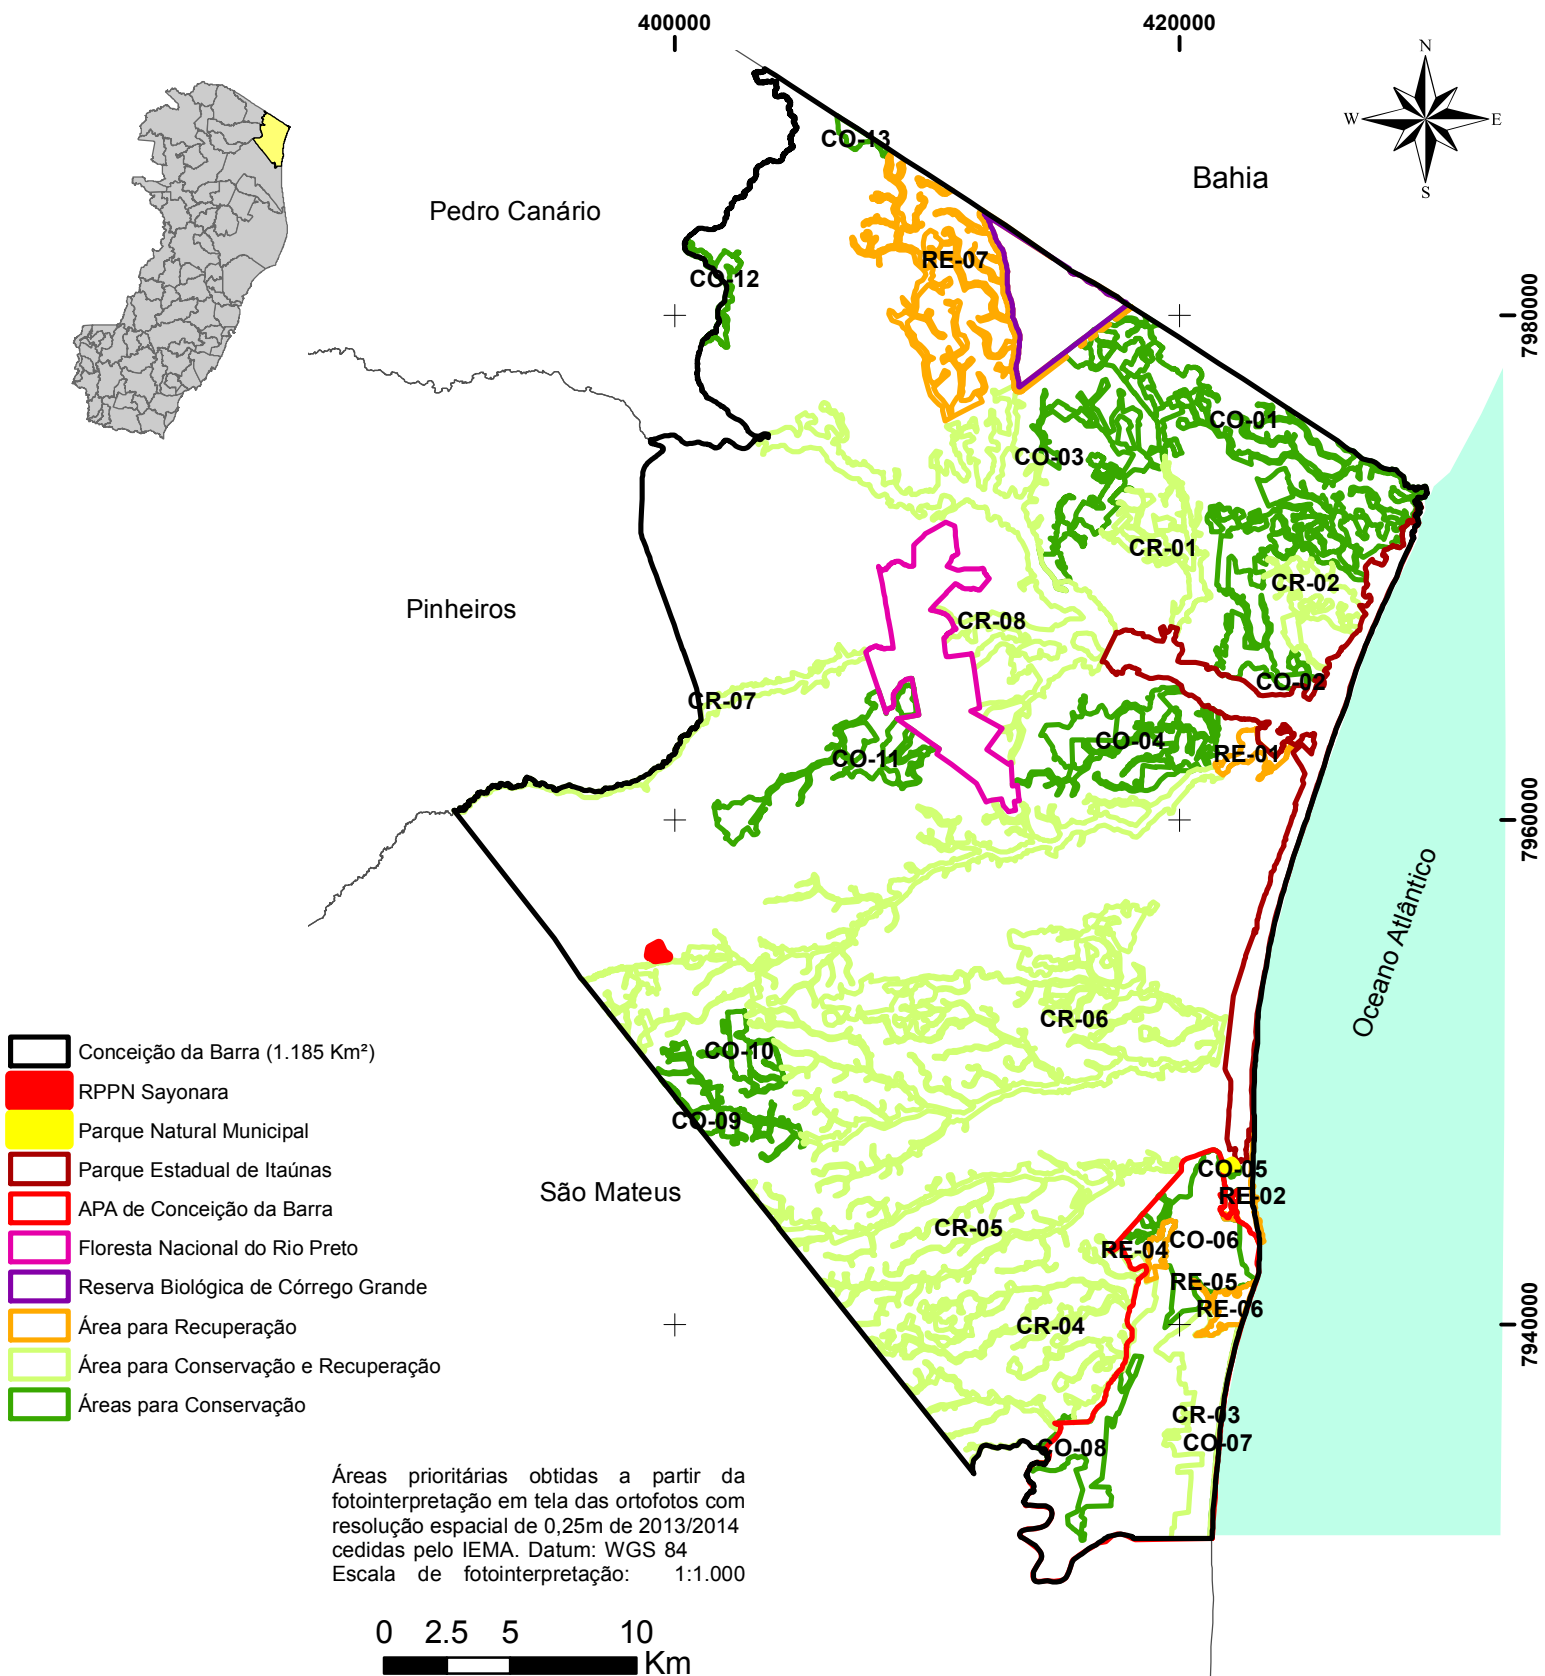 400000
420000
N
W
E
S
Bahia
CO-13
Pedro Canário
RE-07
CO-12
7980000
CO-01
CO-03
CR-01
CR-02
Pinheiros
CR-08
CO-02
CR-07
CO-04
RE-01
CO-11
7960000
Oceano Atlântico
CR-06
CO-10
CO-09
CO-05
São Mateus
RE-02
CR-05
CO-06
RE-04
RE-05
RE-06
CR-04
7940000
CR-03
CO-07
CO-08
Conceição da Barra (1.185 Km²)
RPPN Sayonara
Parque Natural Municipal
Parque Estadual de Itaúnas
APA de Conceição da Barra
Floresta Nacional do Rio Preto
Reserva Biológica de Córrego Grande
Área para Recuperação
Área para Conservação e Recuperação
Áreas para Conservação
Áreas prioritárias obtidas a partir da
fotointerpretação em tela das ortofotos com
resolução espacial de 0,25m de 2013/2014
cedidas pelo IEMA. Datum: WGS 84
Escala de fotointerpretação: 1:1.000
0 2.5 5 10
Km